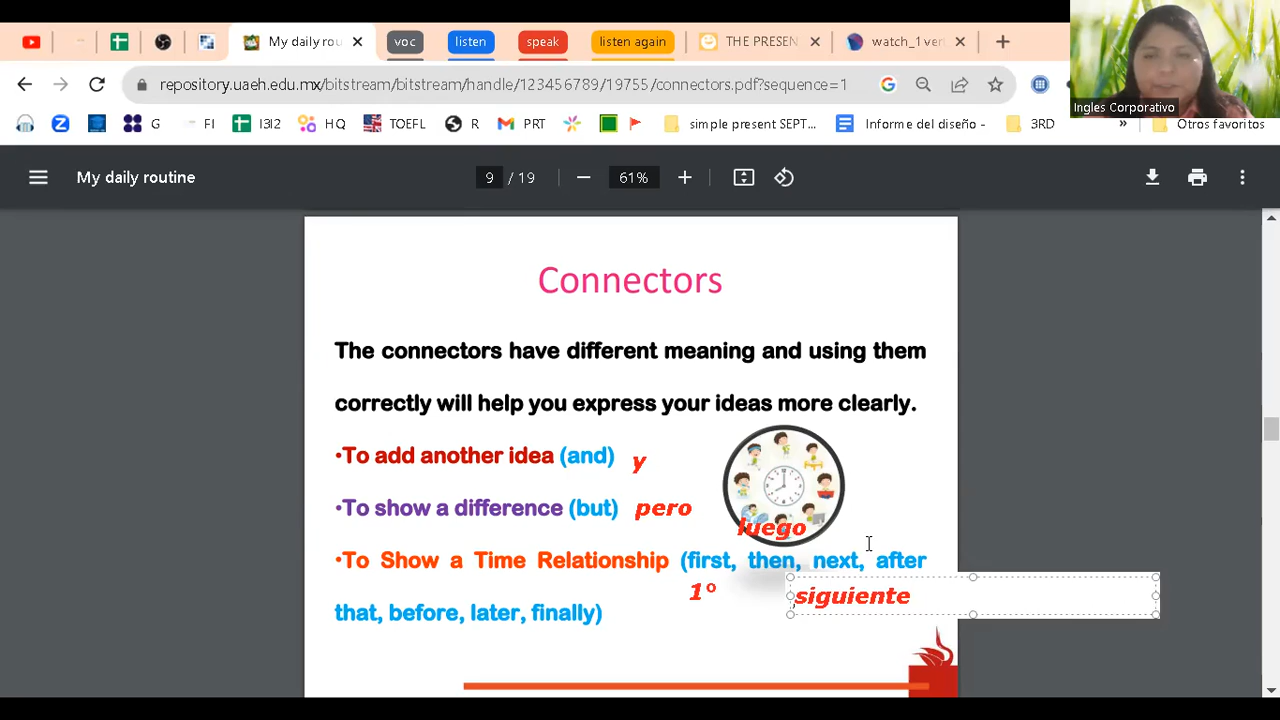 My daily rou
voc
listen
speak
listen again
THE PRESEN
watch_1 ver
repository.uaeh.edu.mx/bitstream/bitstream/handle/123456789/19755/connectors.pdf?sequence=1
Ingles Corporativo
G
FI
I3I2
HQ
TOEFL
R
PRT
simple present SEPT...
Informe del diseño -
3RD
»
Otros favoritos
My daily routine
9 / 19
61%
Connectors
The connectors have different meaning and using them
correctly will help you express your ideas more clearly.
•To add another idea (and) y
•To show a difference (but) pero
luego
•To Show a Time Relationship (first, then, next, after
1º
siguiente
that, before, later, finally)